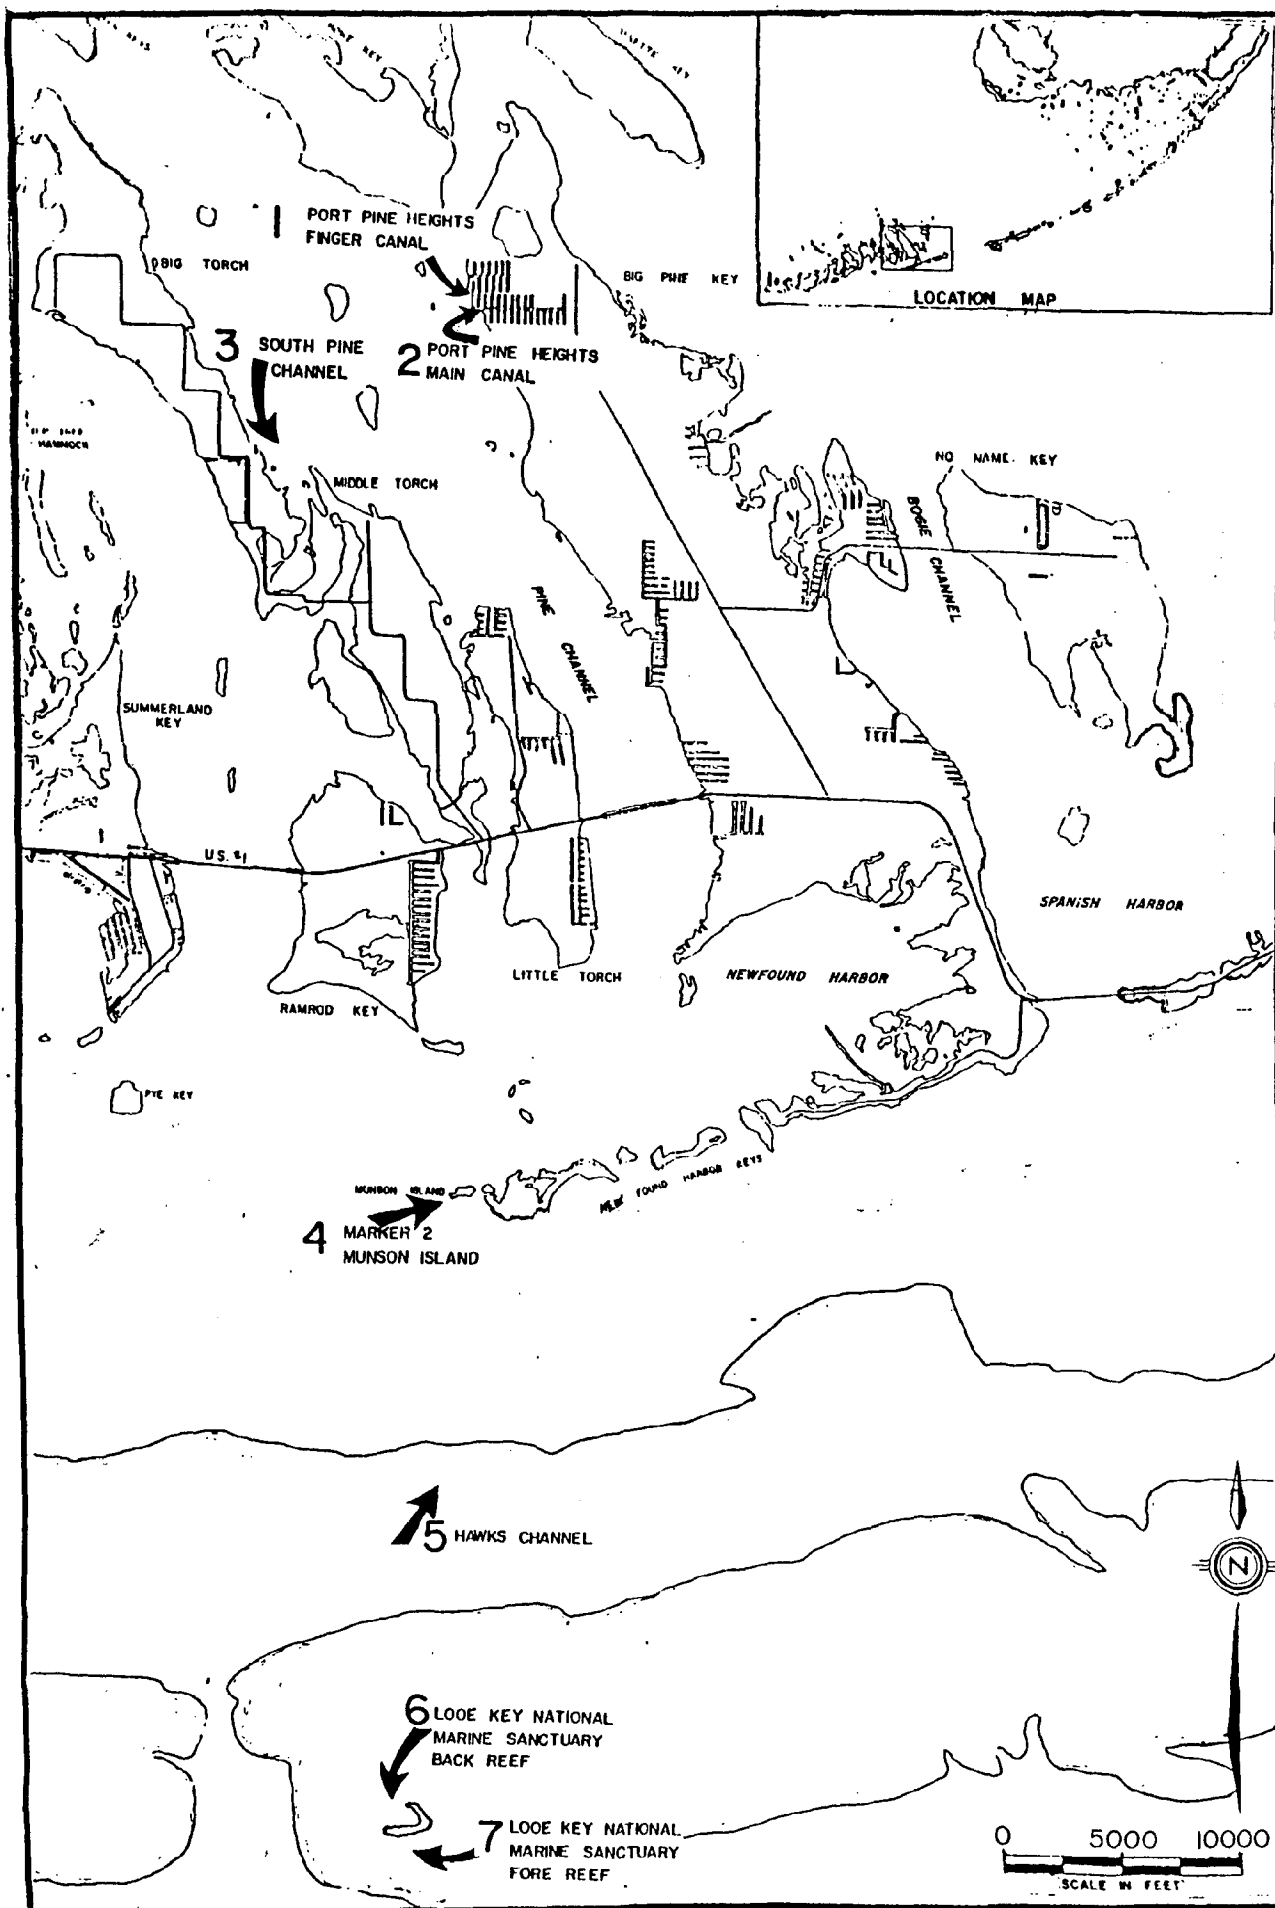 KEY
LOCATION MAP
1 PORT PINE HEIGHTS
FINGER CANAL
BIG TORCH
BIG PINE KEY
3 SOUTH PINE
CHANNEL
2 PORT PINE HEIGHTS
MAIN CANAL
HAMMOCK
MIDDLE TORCH
NO NAME KEY
BOGIE CHANNEL
PINE CHANNEL
SUMMERLAND
KEY
U.S. #1
SPANISH HARBOR
LITTLE TORCH
NEWFOUND HARBOR
RAMROD KEY
PYE KEY
MUNSON ISLAND
NEW FOUND HARBOR KEYS
4 MARKER 2
MUNSON ISLAND
5 HAWKS CHANNEL
N
6 LOOE KEY NATIONAL
MARINE SANCTUARY
BACK REEF
7 LOOE KEY NATIONAL
MARINE SANCTUARY
FORE REEF
0 5000 10000
SCALE IN FEET